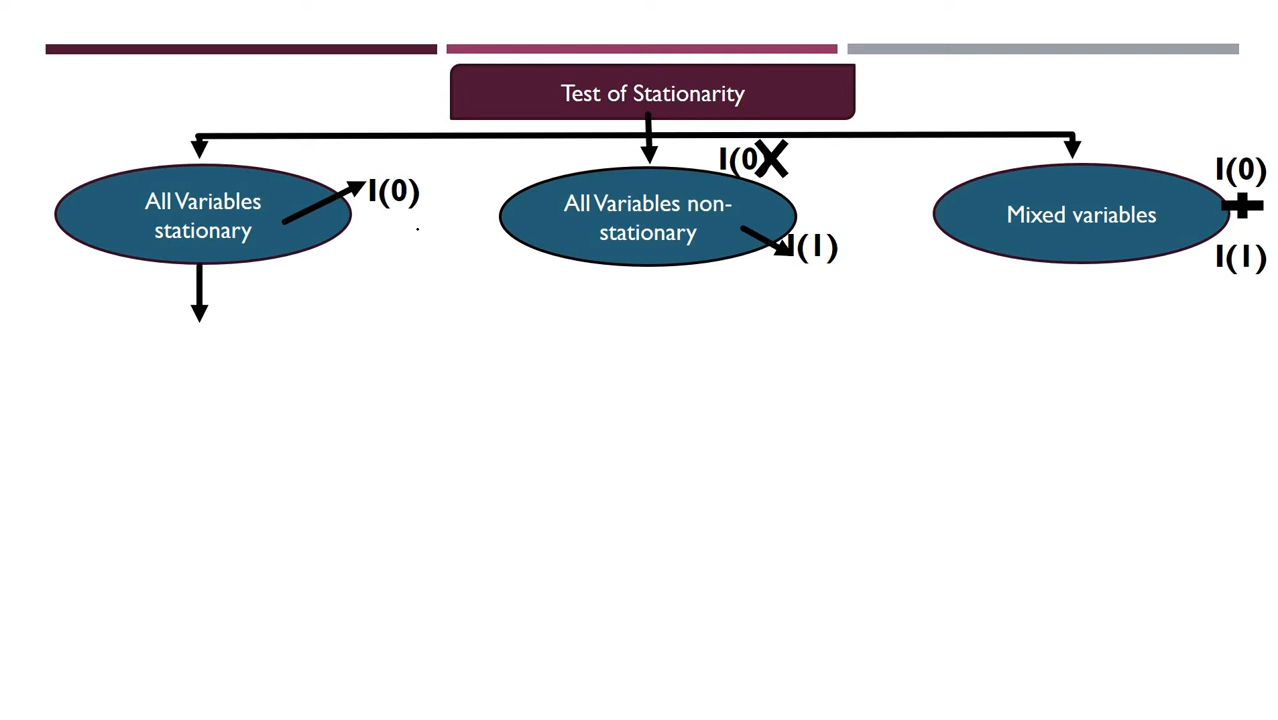 Test of Stationarity
I(0
I(0)
All Variables
stationary
I(0)
All Variables non-
stationary
I(1)
Mixed variables
I(1)